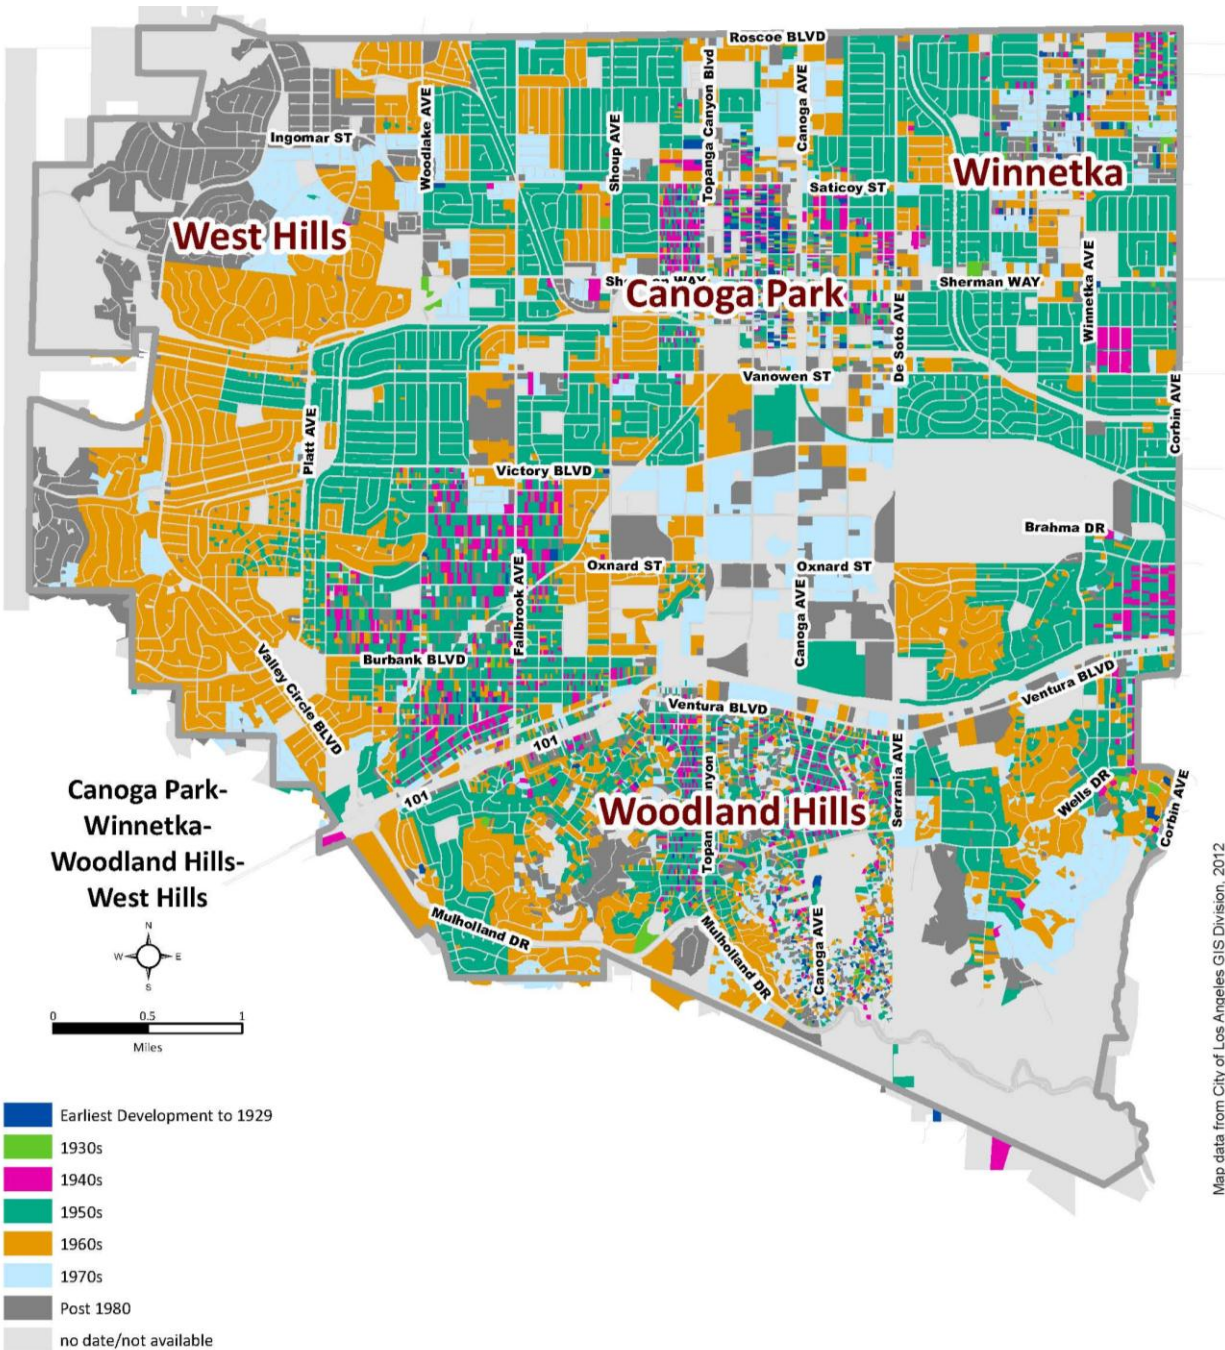 Roscoe BLVD
Topanga Canyon Blvd
Canoga AVE
Woodlake AVE
Shoup AVE
Ingomar ST
Winnetka
Saticoy ST
West Hills
Winnetka AVE
Sherman WAY
Canoga Park
Sherman WAY
De Soto AVE
Vanowen ST
Corbin AVE
Platt AVE
Victory BLVD
Brahma DR
Oxnard ST
Oxnard ST
Fallbrook AVE
Canoga AVE
Burbank BLVD
Valley Circle BLVD
Ventura BLVD
Ventura BLVD
101
Serrania AVE
101
Woodland Hills
Wells DR
Corbin AVE
Canoga Park-
Winnetka-
Woodland Hills-
West Hills
Mulholland DR
Mulholland DR
Canoga AVE
N
W
E
S
0 0.5 1
Miles
Map data from City of Los Angeles GIS Division, 2012
Earliest Development to 1929
1930s
1940s
1950s
1960s
1970s
Post 1980
no date/not available